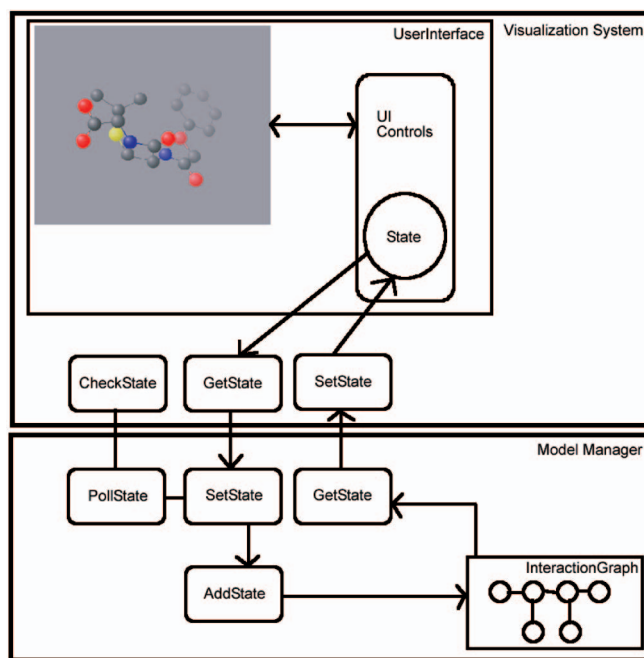 UserInterface
Visualization System
UI
Controls
State
CheckState
GetState
SetState
Model Manager
PollState
SetState
GetState
InteractionGraph
AddState